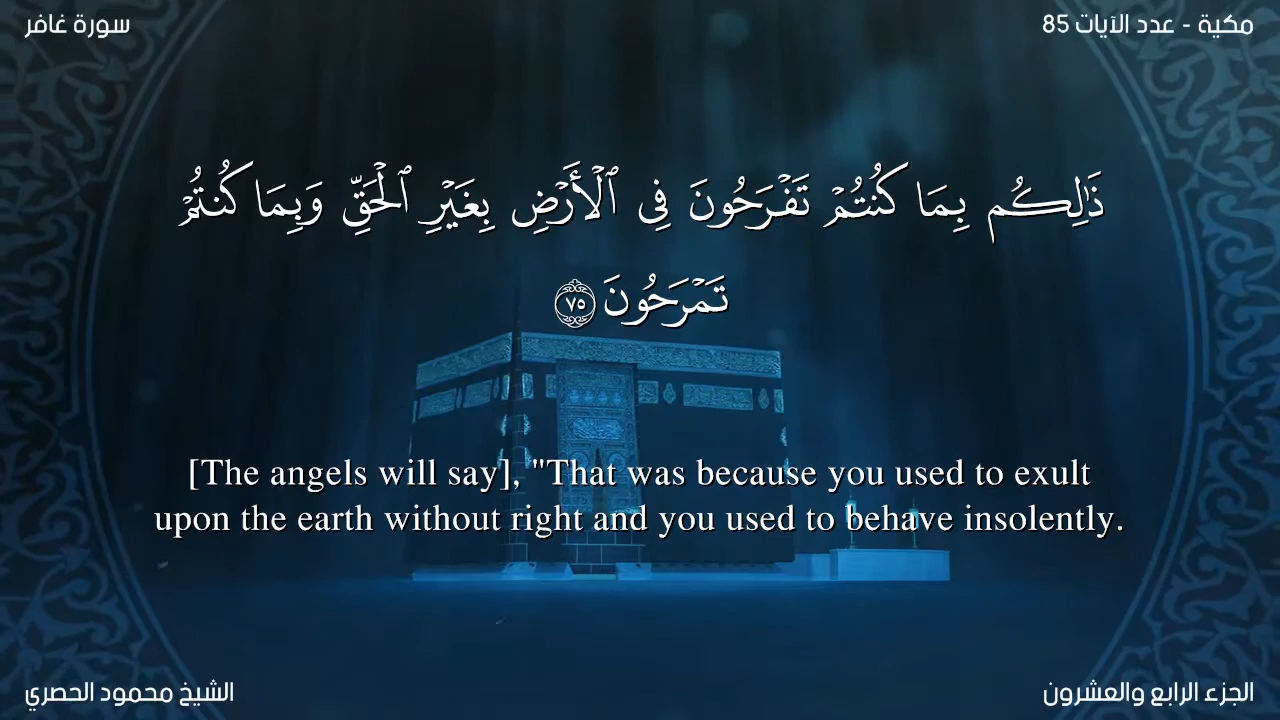 سورة غافر
مكية - عدد الآيات 85
ذَٰلِكُم بِمَا كُنتُمْ تَفْرَحُونَ فِى ٱلْأَرْضِ بِغَيْرِ ٱلْحَقِّ وَبِمَا كُنتُمْ
تَمْرَحُونَ ٧٥
[The angels will say], "That was because you used to exult
upon the earth without right and you used to behave insolently.
الشيخ محمود الحصري
الجزء الرابع والعشرون